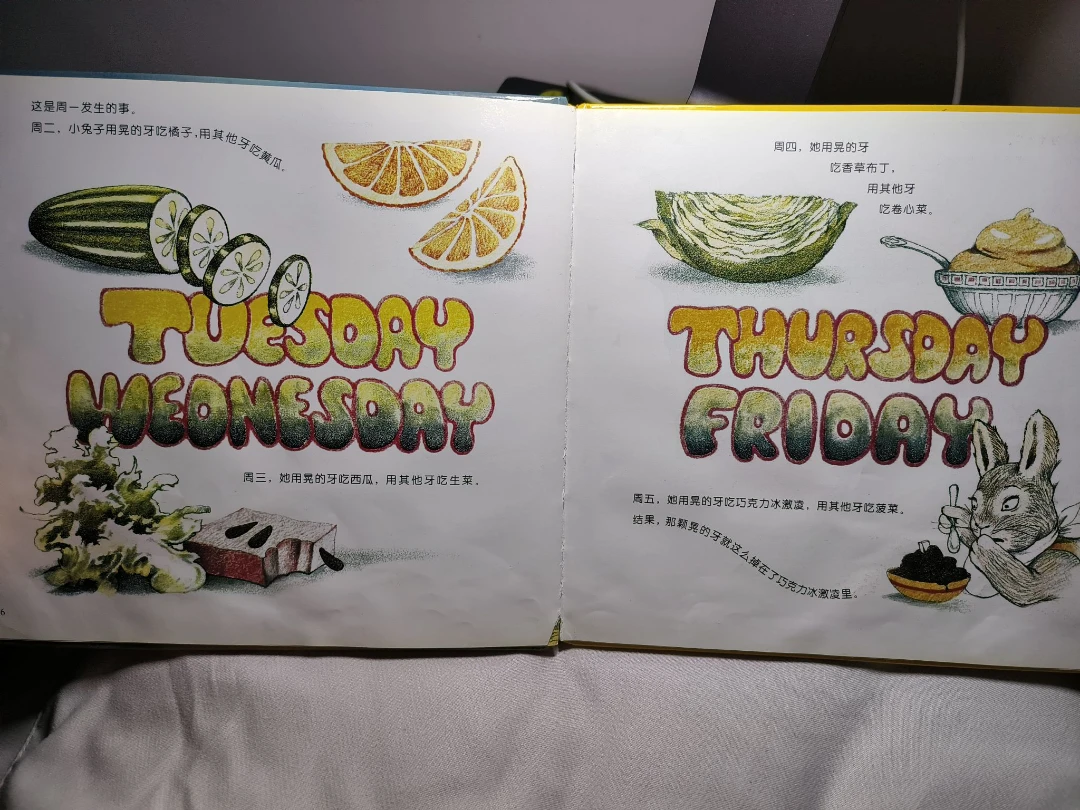 这是周一发生的事。
周二，小兔子用晃的牙吃橘子，用其他牙吃黄瓜。
TUESDAY
WEDNESDAY
周三，她用晃的牙吃西瓜，用其他牙吃生菜。
6
周四，她用晃的牙
吃香草布丁，
用其他牙
吃卷心菜。
THURSDAY
FRIDAY
周五，她用晃的牙吃巧克力冰激凌，用其他牙吃菠菜。
结果，那颗晃的牙就这么掉在了巧克力冰激凌里。